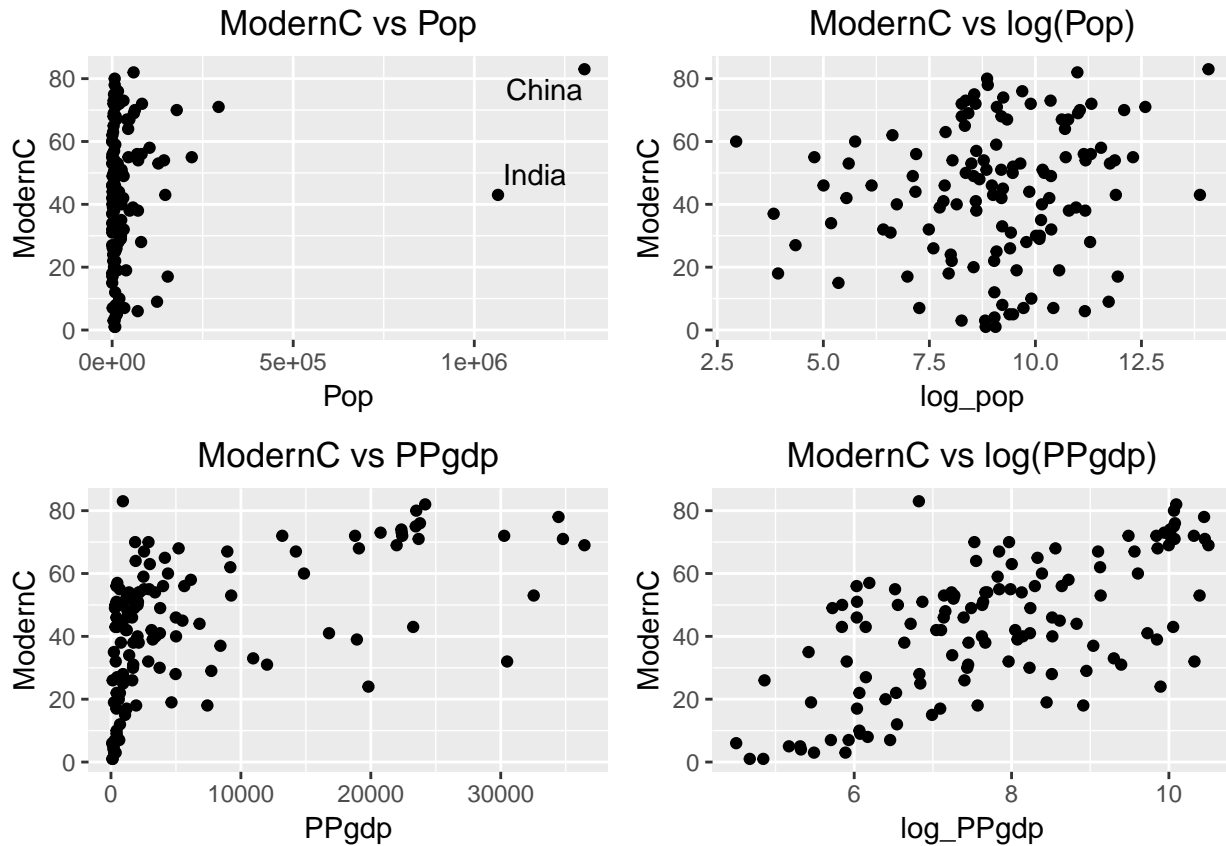 ModernC vs Pop
ModernC
80
60
40
20
0
China
India
0e+00 5e+05 1e+06
Pop
ModernC vs log(Pop)
ModernC
80
60
40
20
0
2.5 5.0 7.5 10.0 12.5
log_pop
ModernC vs PPgdp
ModernC
80
60
40
20
0
0 10000 20000 30000
PPgdp
ModernC vs log(PPgdp)
ModernC
80
60
40
20
0
6 8 10
log_PPgdp